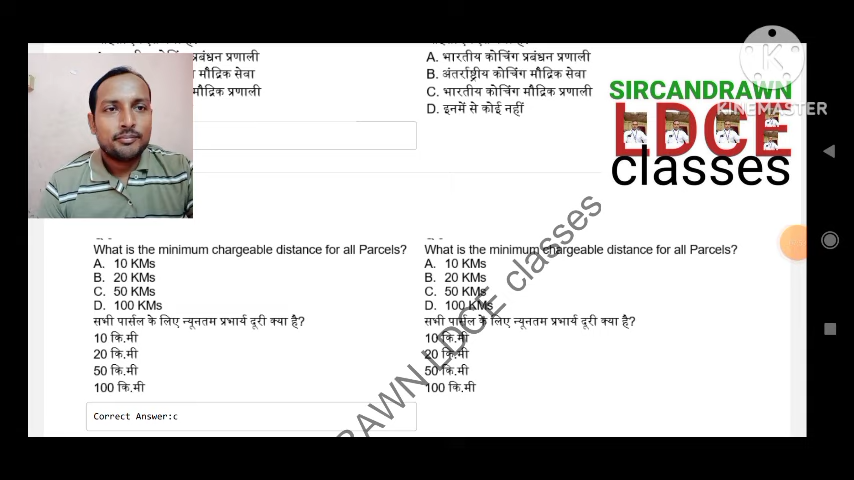 प्रबंधन प्रणाली
मौद्रिक सेवा
मौद्रिक प्रणाली
A. भारतीय कोचिंग प्रबंधन प्रणाली
B. अंतर्राष्ट्रीय कोचिंग मौद्रिक सेवा
C. भारतीय कोचिंग मौद्रिक प्रणाली
D. इनमें से कोई नहीं
SIRCANDRAWN
LDCE
classes
KINEMASTER
What is the minimum chargeable distance for all Parcels?
A. 10 KMs
B. 20 KMs
C. 50 KMs
D. 100 KMs
सभी पार्सल के लिए न्यूनतम प्रभार्य दूरी क्या है?
10 कि.मी
20 कि.मी
50 कि.मी
100 कि.मी
Correct Answer:c
What is the minimum chargeable distance for all Parcels?
A. 10 KMs
B. 20 KMs
C. 50 KMs
D. 100 KMs
सभी पार्सल के लिए न्यूनतम प्रभार्य दूरी क्या है?
10 कि.मी
20 कि.मी
50 कि.मी
100 कि.मी
RAWN LDCE classes